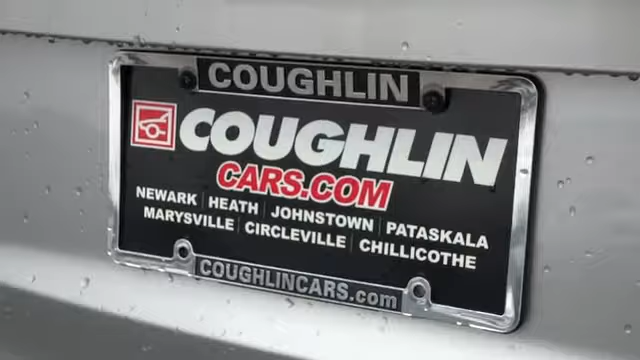 COUGHLIN
COUGHLIN
CARS.COM
NEWARK | HEATH | JOHNSTOWN | PATASKALA
MARYSVILLE | CIRCLEVILLE | CHILLICOTHE
COUGHLINCARS.com